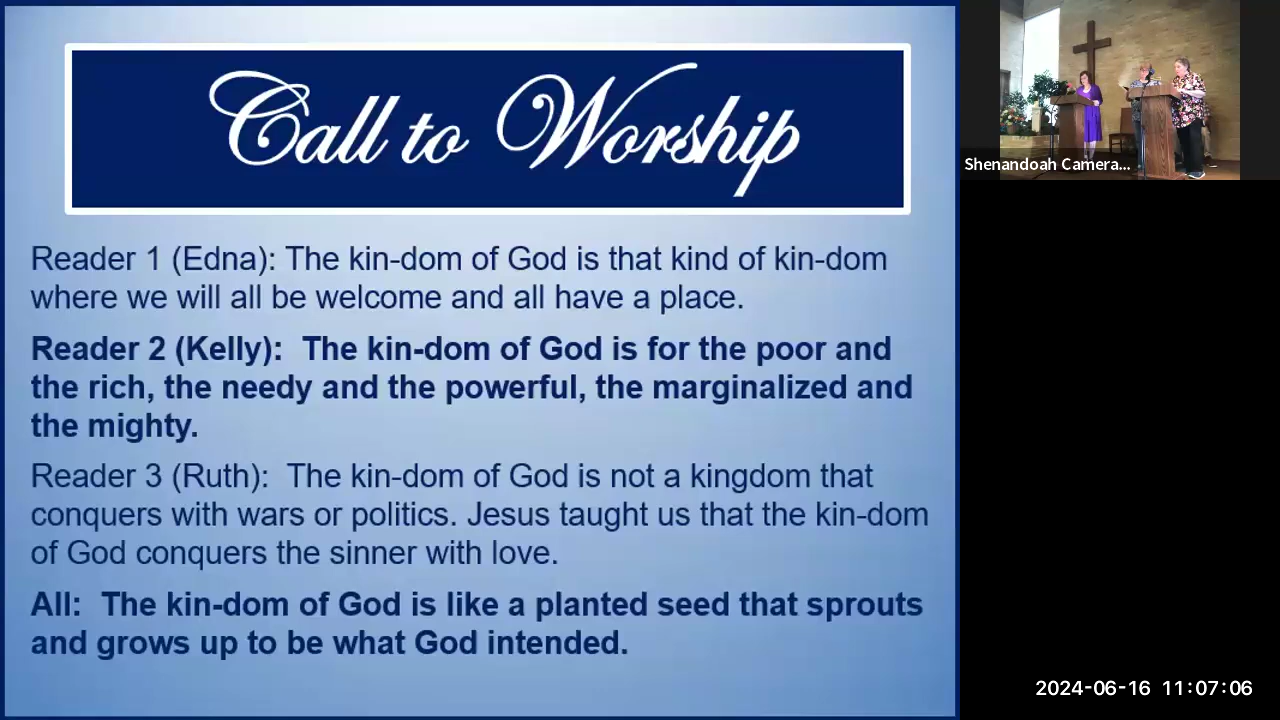 Call to Worship
Reader 1 (Edna): The kin-dom of God is that kind of kin-dom
where we will all be welcome and all have a place.
Reader 2 (Kelly):  The kin-dom of God is for the poor and
the rich, the needy and the powerful, the marginalized and
the mighty.
Reader 3 (Ruth):  The kin-dom of God is not a kingdom that
conquers with wars or politics. Jesus taught us that the kin-dom
of God conquers the sinner with love.
All:  The kin-dom of God is like a planted seed that sprouts
and grows up to be what God intended.
Shenandoah Camera...
2024-06-16 11:07:06